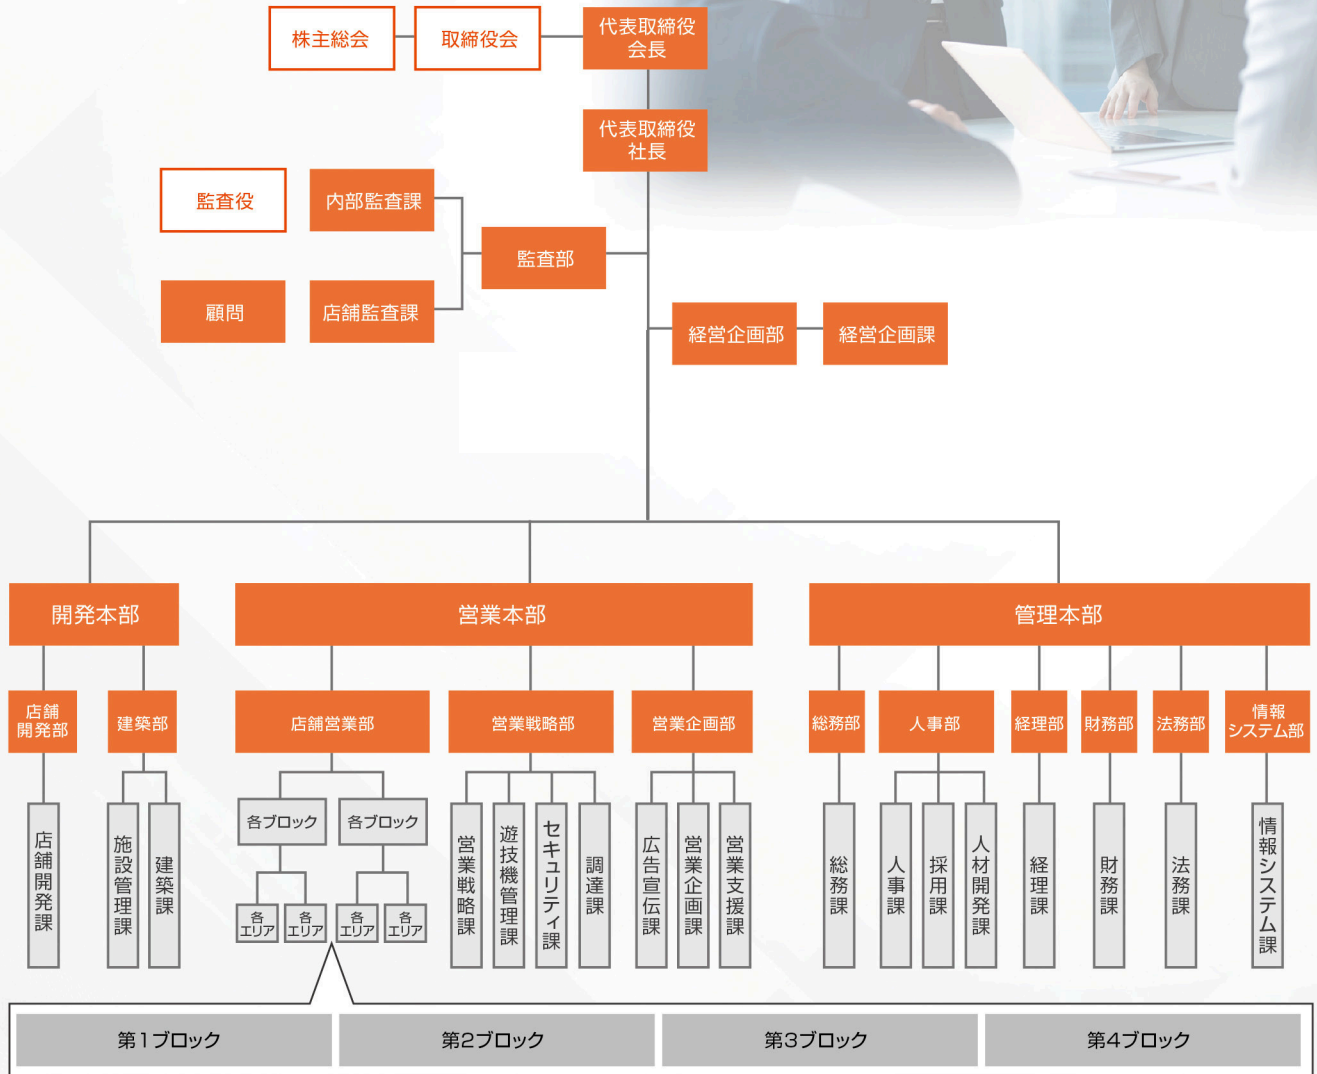 株主総会
取締役会
代表取締役
会長
代表取締役
社長
監査役
内部監査課
監査部
顧問
店舗監査課
経営企画部
経営企画課
開発本部
営業本部
管理本部
店舗
開発部
建築部
店舗営業部
営業戦略部
営業企画部
総務部
人事部
経理部
財務部
法務部
情報
システム部
店舗開発課
施設管理課
建築課
各ブロック
各ブロック
各
エリア
各
エリア
各
エリア
各
エリア
営業戦略課
遊技機管理課
セキュリティ課
調達課
広告宣伝課
営業企画課
営業支援課
総務課
人事課
採用課
人材開発課
経理課
財務課
法務課
情報システム課
第1ブロック
第2ブロック
第3ブロック
第4ブロック